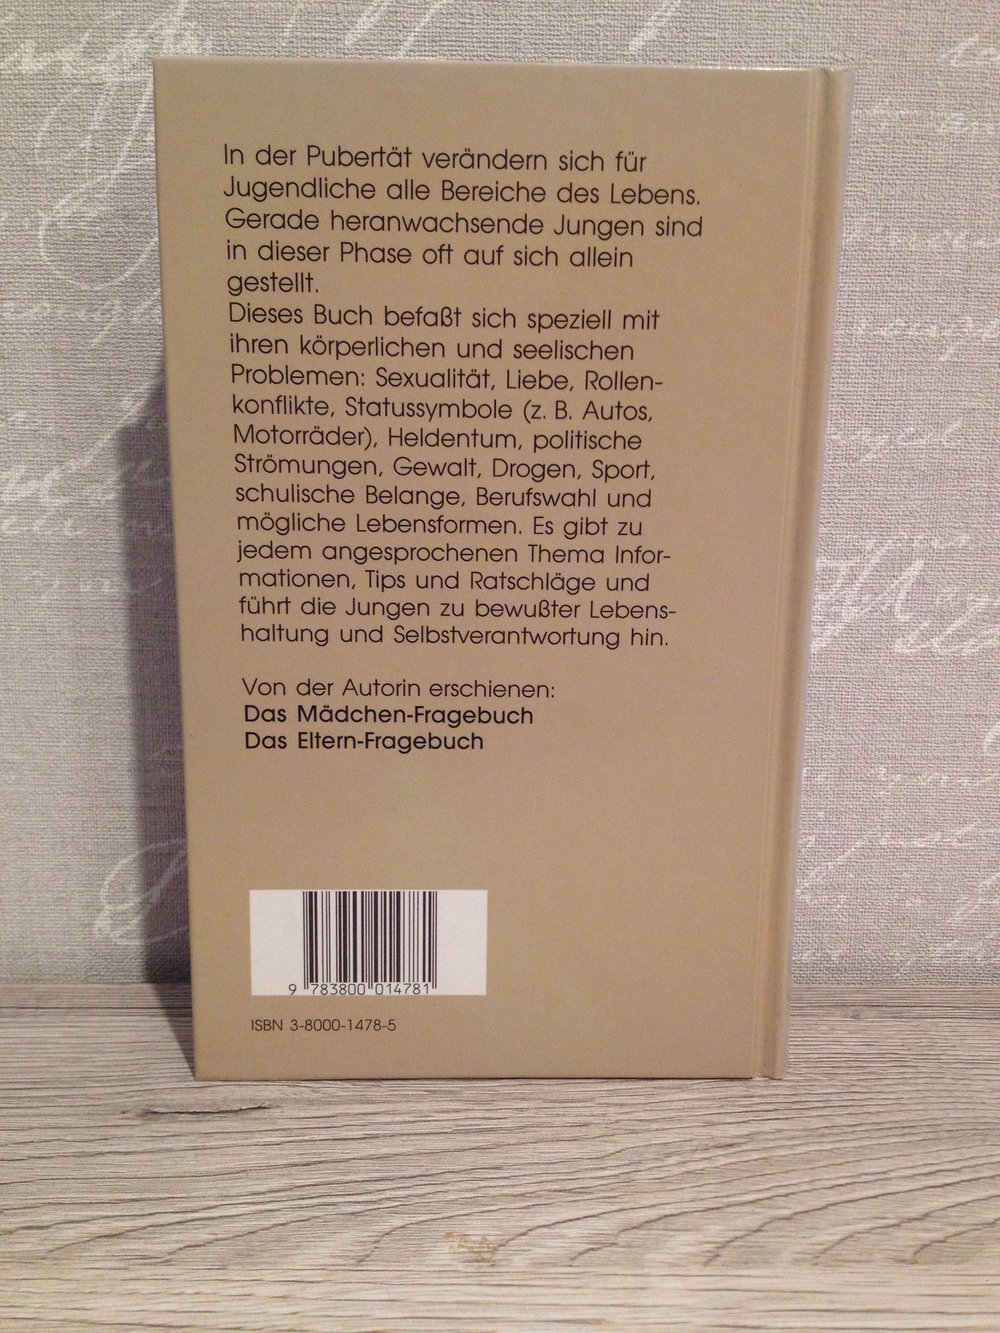 In der Pubertät verändern sich für
Jugendliche alle Bereiche des Lebens.
Gerade heranwachsende Jungen sind
in dieser Phase oft auf sich allein
gestellt.
Dieses Buch befaßt sich speziell mit
ihren körperlichen und seelischen
Problemen: Sexualität, Liebe, Rollen-
konflikte, Statussymbole (z. B. Autos,
Motorräder), Heldentum, politische
Strömungen, Gewalt, Drogen, Sport,
schulische Belange, Berufswahl und
mögliche Lebensformen. Es gibt zu
jedem angesprochenen Thema Infor-
mationen, Tips und Ratschläge und
führt die Jungen zu bewußter Lebens-
haltung und Selbstverantwortung hin.
Von der Autorin erschienen:
Das Mädchen-Fragebuch
Das Eltern-Fragebuch
9 783800 014781
ISBN 3-8000-1478-5